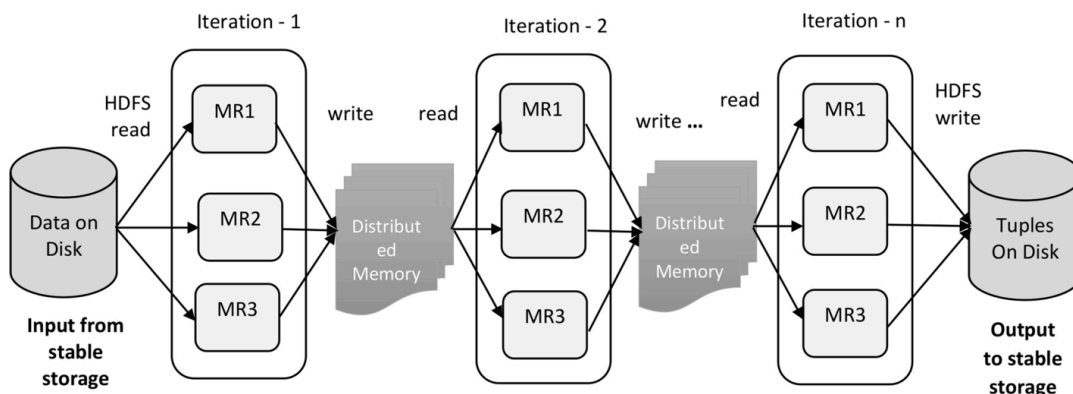 Iteration - 1
Iteration - 2
Iteration - n
HDFS
read
MR1
MR2
MR3
write
read
MR1
MR2
MR3
write ...
read
MR1
MR2
MR3
HDFS
write
Data on
Disk
Distribut
ed
Memory
Distribut
ed
Memory
Tuples
On Disk
Input from
stable
storage
Output
to stable
storage